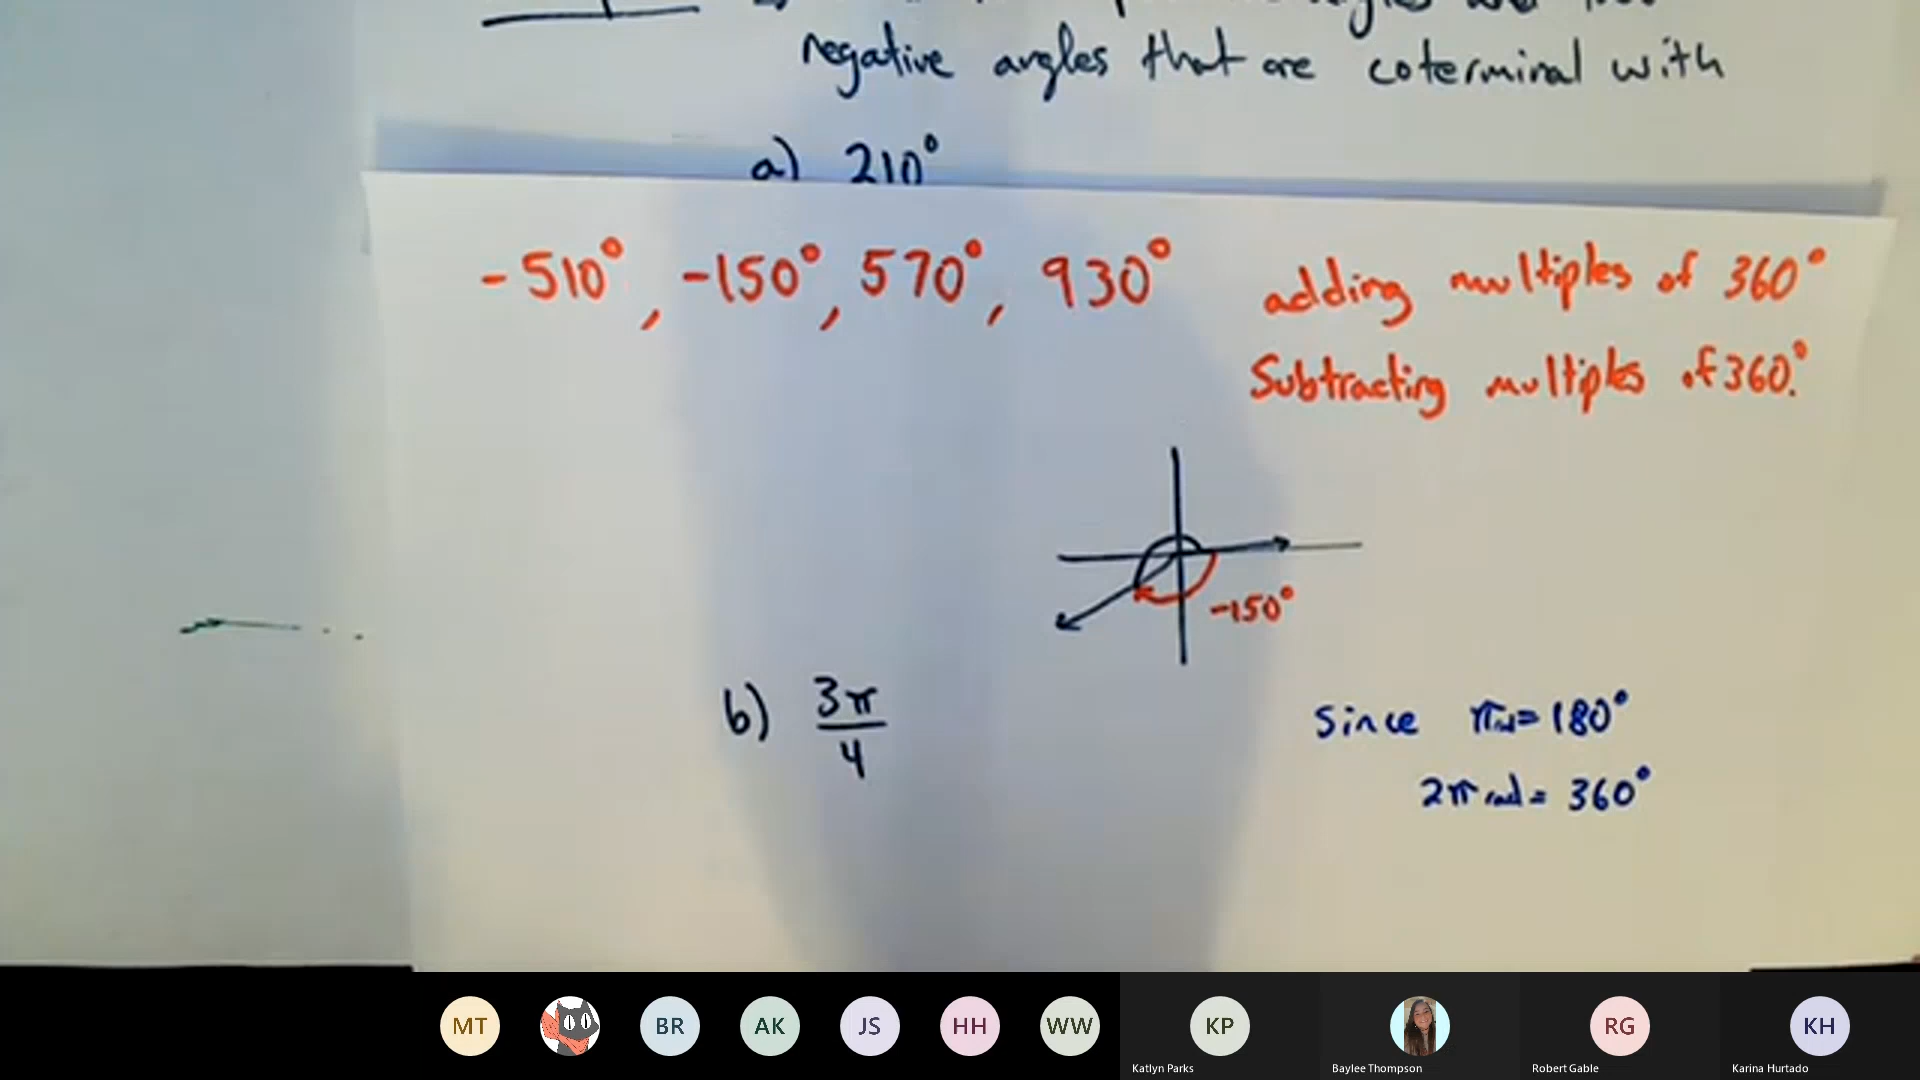 negative angles that are coterminal with
a) 210°
-510°, -150°, 570°, 930°
adding multiples of 360°
Subtracting multiples of 360°.
-150°
b) 3π/4
Since π rad = 180°
2π rad = 360°
MT
BR
AK
JS
HH
WW
KP
RG
KH
Katlyn Parks
Baylee Thompson
Robert Gable
Karina Hurtado